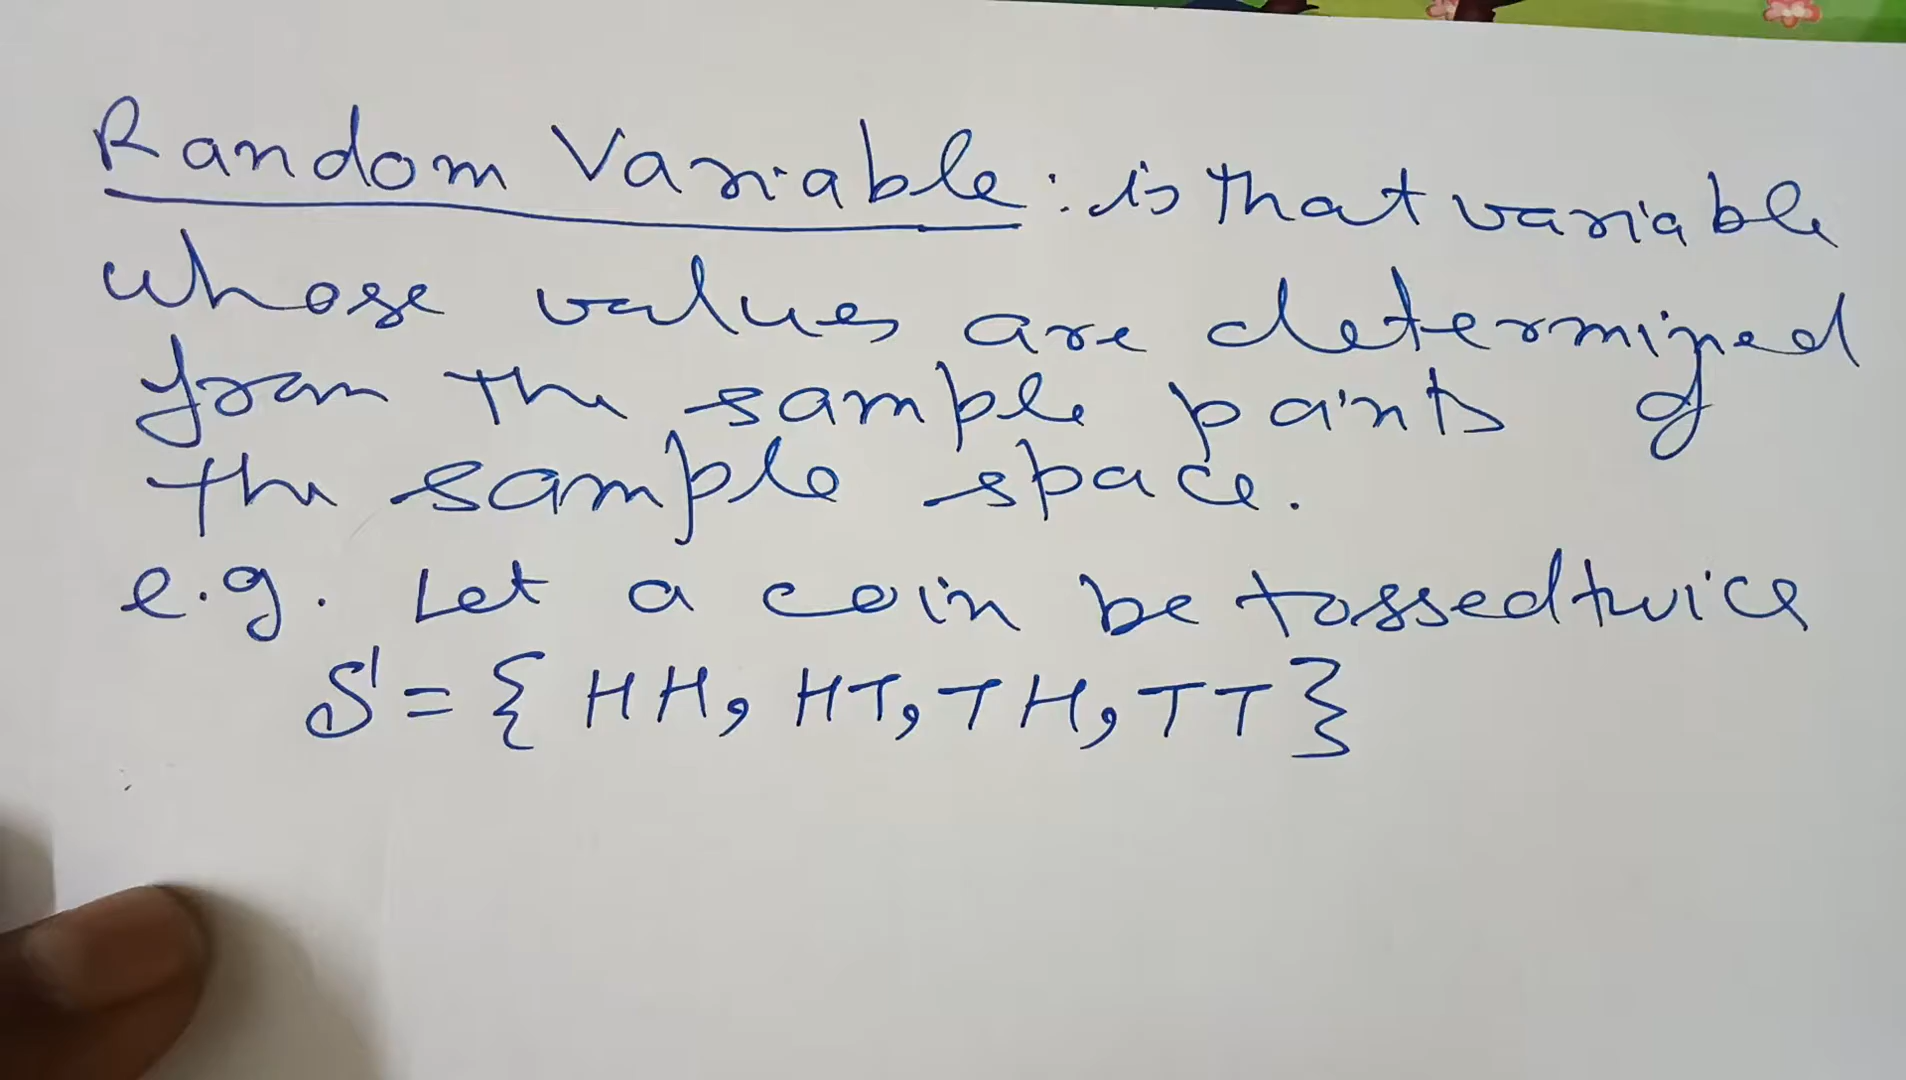 Random Variable: is that variable
whose values are determined
from the sample points of
the sample space.
e.g. Let a coin be tossed twice
S = { HH, HT, TH, TT }